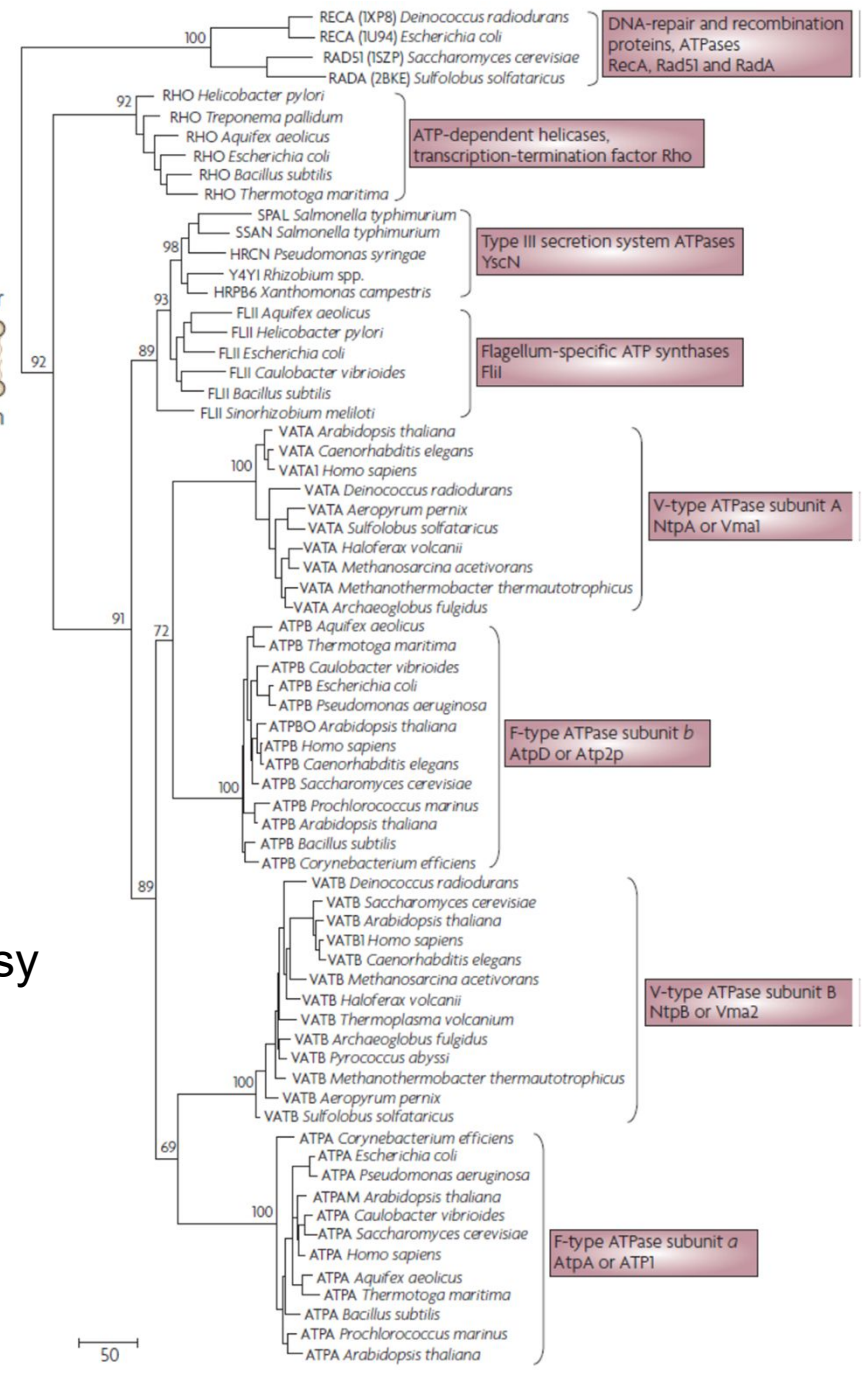 100
RECA (1XP8) Deinococcus radiodurans
RECA (1U94) Escherichia coli
RAD51 (1SZP) Saccharomyces cerevisiae
RADA (2BKE) Sulfolobus solfataricus
DNA-repair and recombination
proteins, ATPases
RecA, Rad51 and RadA
92
RHO Helicobacter pylori
RHO Treponema pallidum
RHO Aquifex aeolicus
RHO Escherichia coli
RHO Bacillus subtilis
RHO Thermotoga maritima
ATP-dependent helicases,
transcription-termination factor Rho
98
SPAL Salmonella typhimurium
SSAN Salmonella typhimurium
HRCN Pseudomonas syringae
Y4YI Rhizobium spp.
HRPB6 Xanthomonas campestris
Type III secretion system ATPases
YscN
93
89
92
FLII Aquifex aeolicus
FLII Helicobacter pylori
FLII Escherichia coli
FLII Caulobacter vibrioides
FLII Bacillus subtilis
FLII Sinorhizobium meliloti
Flagellum-specific ATP synthases
FliI
100
VATA Arabidopsis thaliana
VATA Caenorhabditis elegans
VATA1 Homo sapiens
VATA Deinococcus radiodurans
VATA Aeropyrum pernix
VATA Sulfolobus solfataricus
VATA Haloferax volcanii
VATA Methanosarcina acetivorans
VATA Methanothermobacter thermautotrophicus
VATA Archaeoglobus fulgidus
V-type ATPase subunit A
NtpA or Vma1
91
72
100
ATPB Aquifex aeolicus
ATPB Thermotoga maritima
ATPB Caulobacter vibrioides
ATPB Escherichia coli
ATPB Pseudomonas aeruginosa
ATPBO Arabidopsis thaliana
ATPB Homo sapiens
ATPB Caenorhabditis elegans
ATPB Saccharomyces cerevisiae
ATPB Prochlorococcus marinus
ATPB Arabidopsis thaliana
ATPB Bacillus subtilis
ATPB Corynebacterium efficiens
F-type ATPase subunit b
AtpD or Atp2p
89
sy
100
VATB Deinococcus radiodurans
VATB Saccharomyces cerevisiae
VATB Arabidopsis thaliana
VATB1 Homo sapiens
VATB Caenorhabditis elegans
VATB Methanosarcina acetivorans
VATB Haloferax volcanii
VATB Thermoplasma volcanium
VATB Archaeoglobus fulgidus
VATB Pyrococcus abyssi
VATB Methanothermobacter thermautotrophicus
VATB Aeropyrum pernix
VATB Sulfolobus solfataricus
V-type ATPase subunit B
NtpB or Vma2
69
100
ATPA Corynebacterium efficiens
ATPA Escherichia coli
ATPA Pseudomonas aeruginosa
ATPAM Arabidopsis thaliana
ATPA Caulobacter vibrioides
ATPA Saccharomyces cerevisiae
ATPA Homo sapiens
ATPA Aquifex aeolicus
ATPA Thermotoga maritima
ATPA Bacillus subtilis
ATPA Prochlorococcus marinus
ATPA Arabidopsis thaliana
F-type ATPase subunit a
AtpA or ATP1
50